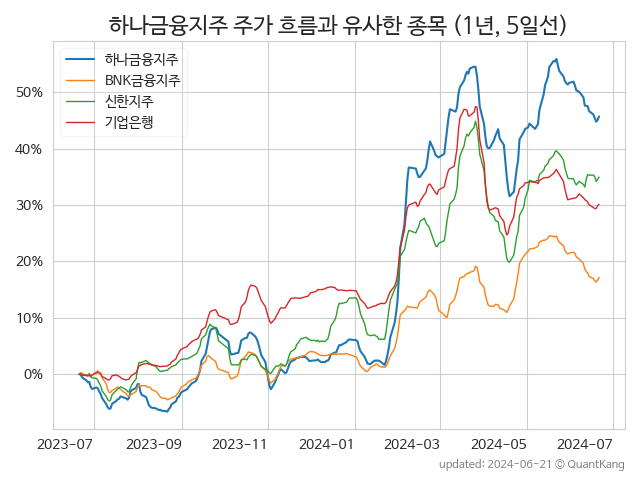 하나금융지주 주가 흐름과 유사한 종목 (1년, 5일선)
하나금융지주
BNK금융지주
신한지주
기업은행
50%
40%
30%
20%
10%
0%
2023-07
2023-09
2023-11
2024-01
2024-03
2024-05
2024-07
updated: 2024-06-21 © QuantKang